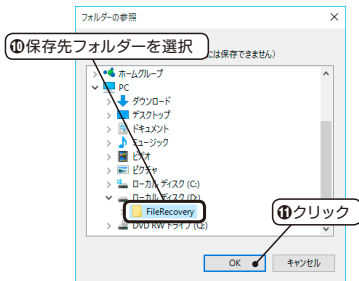 フォルダーの参照
❿保存先フォルダーを選択
には保存できません）
ホームグループ
PC
ダウンロード
デスクトップ
ドキュメント
ミュージック
ビデオ
ピクチャ
ローカル ディスク (C:)
ローカル ディスク (D:)
FileRecovery
⓫クリック
DVD RW ドライブ (Q:)
OK
キャンセル